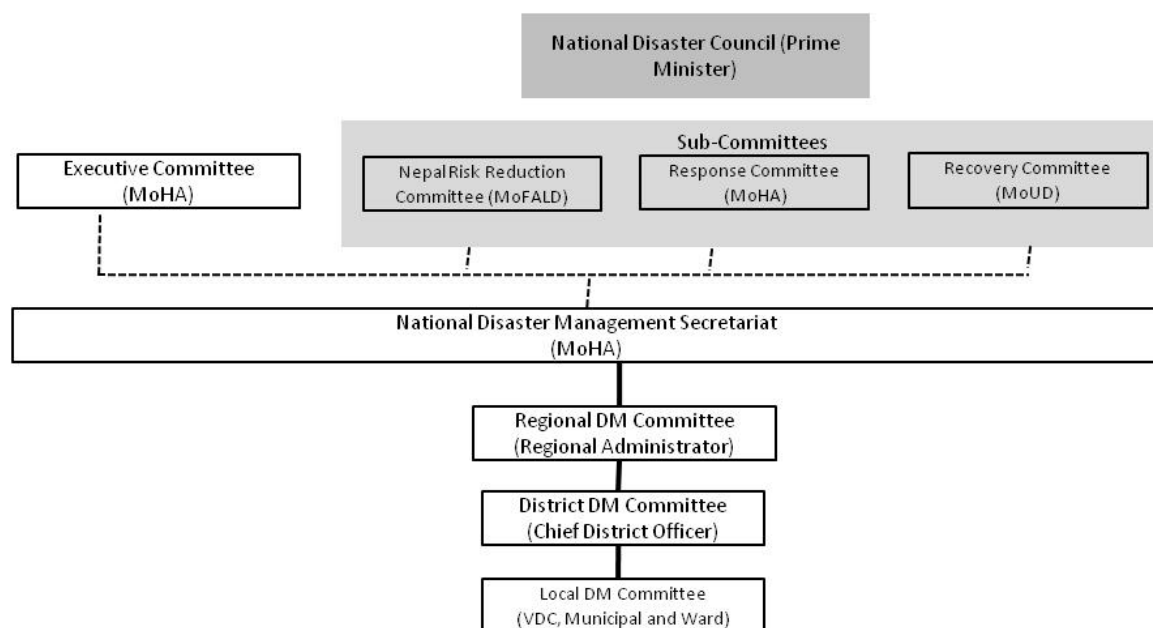 National Disaster Council (Prime
Minister)
Sub-Committees
Executive Committee
(MoHA)
Nepal Risk Reduction
Committee (MoFALD)
Response Committee
(MoHA)
Recovery Committee
(MoUD)
National Disaster Management Secretariat
(MoHA)
Regional DM Committee
(Regional Administrator)
District DM Committee
(Chief District Officer)
Local DM Committee
(VDC, Municipal and Ward)